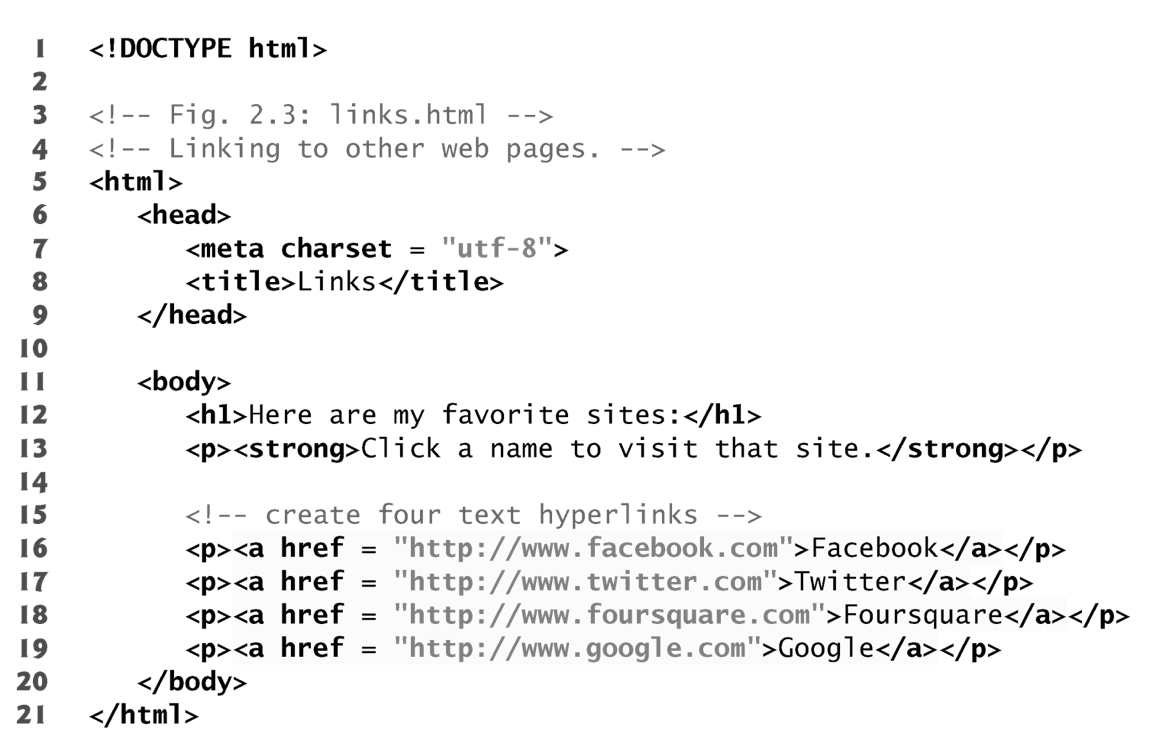 1 <!DOCTYPE html>
2
3 <!-- Fig. 2.3: links.html -->
4 <!-- Linking to other web pages. -->
5 <html>
6 <head>
7 <meta charset = "utf-8">
8 <title>Links</title>
9 </head>
10
11 <body>
12 <h1>Here are my favorite sites:</h1>
13 <p><strong>Click a name to visit that site.</strong></p>
14
15 <!-- create four text hyperlinks -->
16 <p><a href = "http://www.facebook.com">Facebook</a></p>
17 <p><a href = "http://www.twitter.com">Twitter</a></p>
18 <p><a href = "http://www.foursquare.com">Foursquare</a></p>
19 <p><a href = "http://www.google.com">Google</a></p>
20 </body>
21 </html>